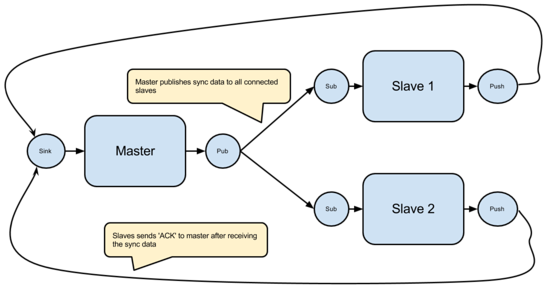 Master publishes sync data to all connected
slaves
Sub
Slave 1
Push
Sink
Master
Pub
Sub
Slave 2
Push
Slaves sends 'ACK' to master after receiving
the sync data